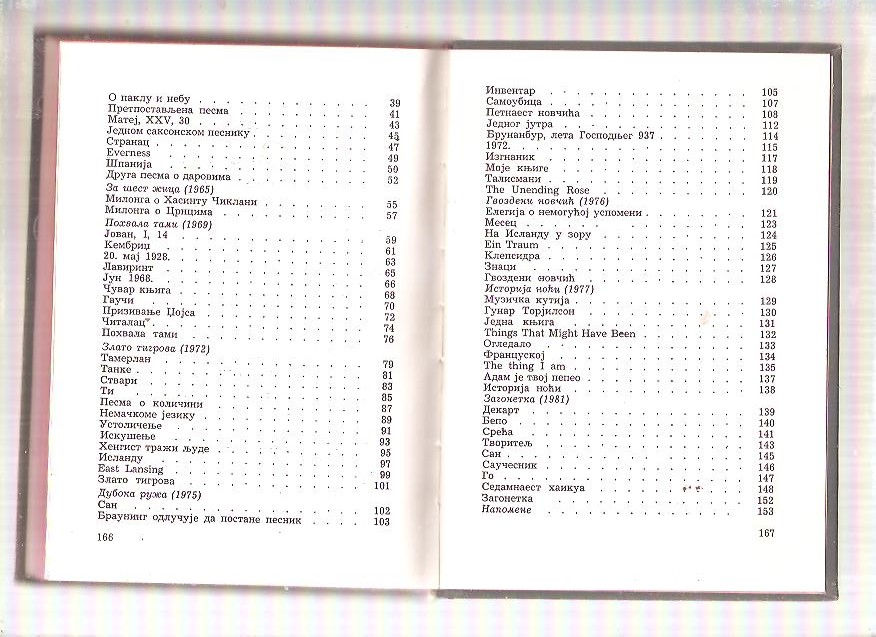 О паклу и небу . . . . . . . . . . . . 39
Претпостављена песма . . . . . . . . . . 41
Матеј, XXV, 30 . . . . . . . . . . . . 43
Једном саксонском песнику . . . . . . . . . 45
Странац . . . . . . . . . . . . . . . 47
Everness . . . . . . . . . . . . . . 49
Шпанија . . . . . . . . . . . . . . 50
Друга песма о даровима . . . . . . . . . . 52
За шест жица (1965)
Милонга о Хасинту Чиклани . . . . . . . . 55
Милонга о Црнцима . . . . . . . . . . . 57
Похвала тами (1969)
Јован, I, 14 . . . . . . . . . . . . . 59
Кембриџ . . . . . . . . . . . . . . 61
20. мај 1928. . . . . . . . . . . . . . 63
Лавиринт . . . . . . . . . . . . . . 65
Јун 1968. . . . . . . . . . . . . . . 66
Чувар књига . . . . . . . . . . . . . 68
Гаучи . . . . . . . . . . . . . . . 70
Призивање Џојса . . . . . . . . . . . . 72
Читалац . . . . . . . . . . . . . . 74
Похвала тами . . . . . . . . . . . . . 76
Злато тигрова (1972)
Тамерлан . . . . . . . . . . . . . . 79
Танке . . . . . . . . . . . . . . . 81
Ствари . . . . . . . . . . . . . . . 83
Ти . . . . . . . . . . . . . . . . 85
Песма о количини . . . . . . . . . . . 87
Немачкоме језику . . . . . . . . . . . 89
Устоличење . . . . . . . . . . . . . 91
Искушење . . . . . . . . . . . . . . 93
Хенгист тражи људе . . . . . . . . . . 95
Исланду . . . . . . . . . . . . . . 97
East Lansing . . . . . . . . . . . . . 99
Злато тигрова . . . . . . . . . . . . 101
Дубока ружа (1975)
Сан . . . . . . . . . . . . . . . 102
Браунинг одлучује да постане песник . . . . 103
166
Инвентар . . . . . . . . . . . . . 105
Самоубица . . . . . . . . . . . . . 107
Петнаест новчића . . . . . . . . . . . 108
Једног јутра . . . . . . . . . . . . . 112
Брунанбур, лета Господњег 937 . . . . . . . 114
1972. . . . . . . . . . . . . . . . 115
Изгнаник . . . . . . . . . . . . . . 117
Моје књиге . . . . . . . . . . . . . 118
Талисмани . . . . . . . . . . . . . 119
The Unending Rose . . . . . . . . . . 120
Гвоздени новчић (1976)
Елегија о немогућој успомени . . . . . . . 121
Месец . . . . . . . . . . . . . . . 123
На Исланду у зору . . . . . . . . . . . 124
Ein Traum . . . . . . . . . . . . . 125
Клепсидра . . . . . . . . . . . . . 126
Знаци . . . . . . . . . . . . . . . 127
Гвоздени новчић . . . . . . . . . . . 128
Историја ноћи (1977)
Музичка кутија . . . . . . . . . . . . 129
Гунар Торјилсон . . . . . . . . . . . 130
Једна књига . . . . . . . . . . . . . 131
Things That Might Have Been . . . . . . . 132
Огледало . . . . . . . . . . . . . . 133
Француској . . . . . . . . . . . . . 134
The thing I am . . . . . . . . . . . . 135
Адам је твој пепео . . . . . . . . . . . 137
Историја ноћи . . . . . . . . . . . . 138
Загонетка (1981)
Декарт . . . . . . . . . . . . . . . 139
Бепо . . . . . . . . . . . . . . . 140
Срећа . . . . . . . . . . . . . . . 141
Творитељ . . . . . . . . . . . . . . 143
Сан . . . . . . . . . . . . . . . . 145
Саучесник . . . . . . . . . . . . . . 146
Го . . . . . . . . . . . . . . . . 147
Седамнаест хаикуа . . . . . . . . . . . 148
Загонетка . . . . . . . . . . . . . . 152
Напомене . . . . . . . . . . . . . . 153
167